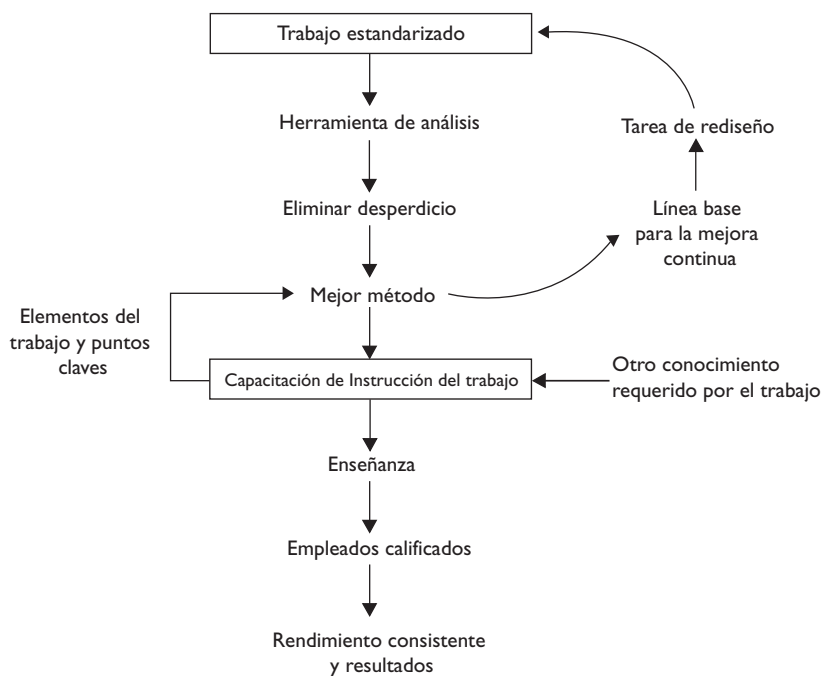 Trabajo estandarizado
Herramienta de análisis
Tarea de rediseño
Eliminar desperdicio
Línea base
para la mejora
continua
Mejor método
Elementos del
trabajo y puntos
claves
Capacitación de Instrucción del trabajo
Otro conocimiento
requerido por el trabajo
Enseñanza
Empleados calificados
Rendimiento consistente
y resultados